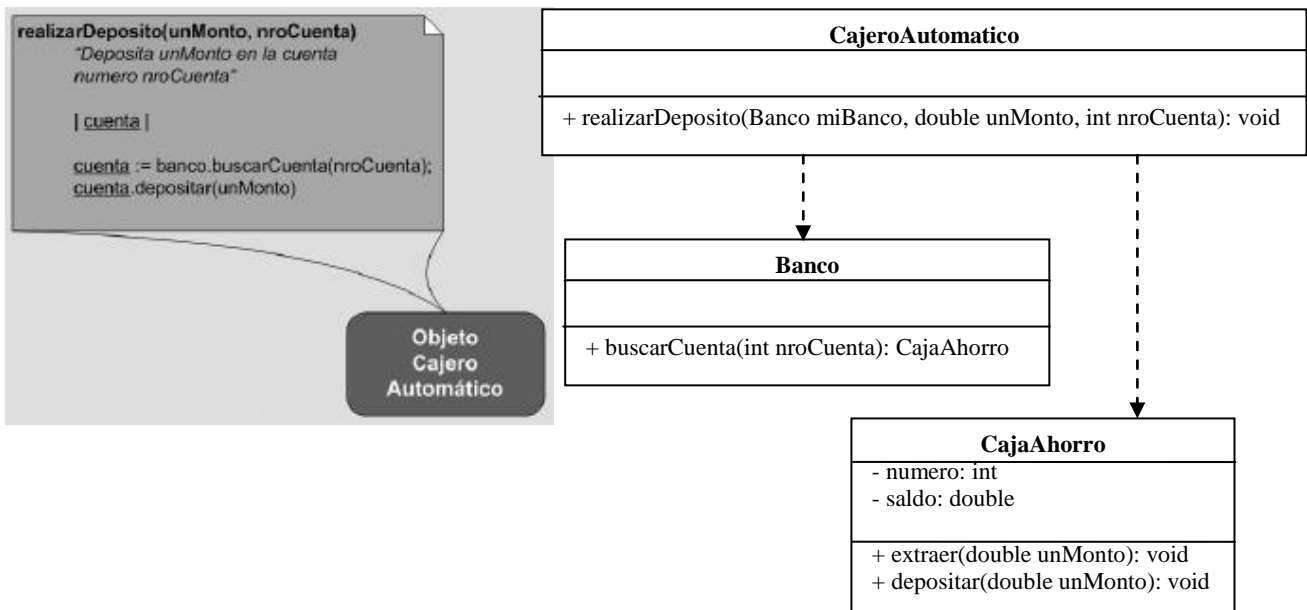 realizarDeposito(unMonto, nroCuenta)
"Deposita unMonto en la cuenta
numero nroCuenta"
| cuenta |
cuenta := banco.buscarCuenta(nroCuenta);
cuenta.depositar(unMonto)
Objeto
Cajero
Automático
CajeroAutomatico
+ realizarDeposito(Banco miBanco, double unMonto, int nroCuenta): void
Banco
+ buscarCuenta(int nroCuenta): CajaAhorro
CajaAhorro
- numero: int
- saldo: double
+ extraer(double unMonto): void
+ depositar(double unMonto): void